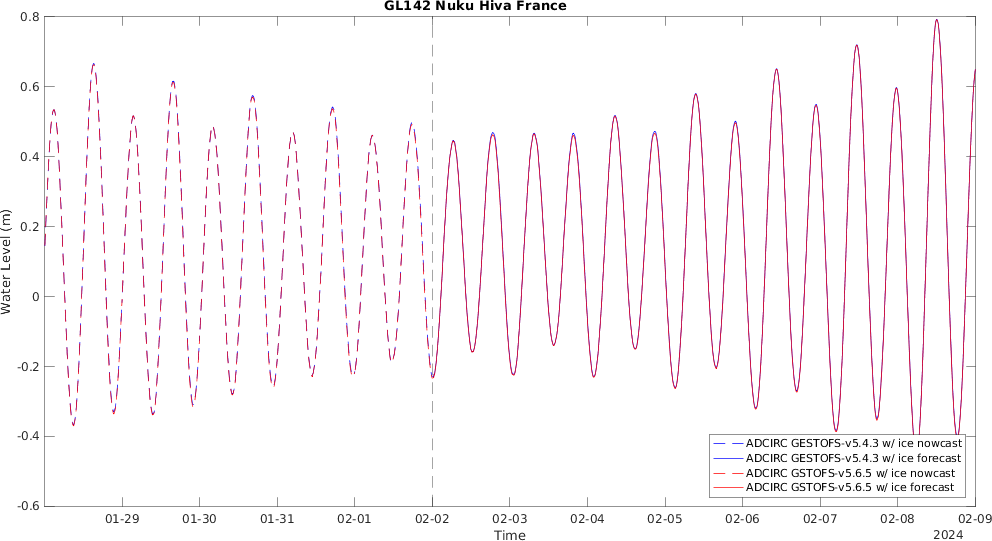 GL142 Nuku Hiva France
Water Level (m)
0.8
0.6
0.4
0.2
0
-0.2
-0.4
-0.6
ADCIRC GESTOFS-v5.4.3 w/ ice nowcast
ADCIRC GESTOFS-v5.4.3 w/ ice forecast
ADCIRC GSTOFS-v5.6.5 w/ ice nowcast
ADCIRC GSTOFS-v5.6.5 w/ ice forecast
01-29 01-30 01-31 02-01 02-02 02-03 02-04 02-05 02-06 02-07 02-08 02-09
Time
2024